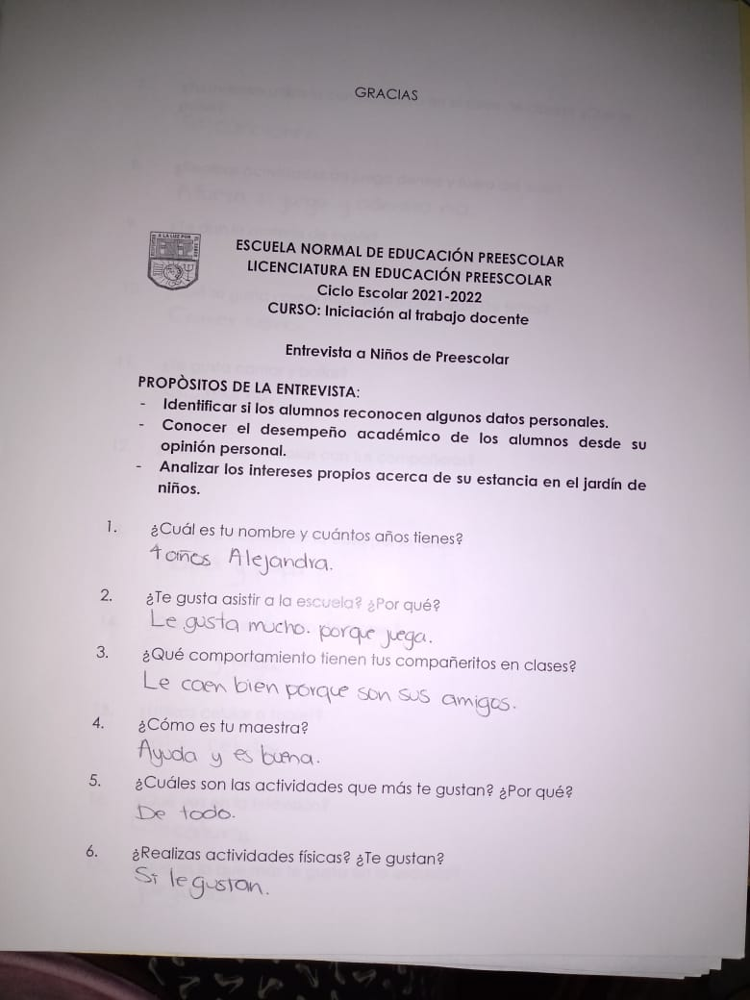 GRACIAS
A LA LUZ POR
ESCUELA NORMAL DE EDUCACIÓN PREESCOLAR
LICENCIATURA EN EDUCACIÓN PREESCOLAR
Ciclo Escolar 2021-2022
CURSO: Iniciación al trabajo docente
Entrevista a Niños de Preescolar
PROPÒSITOS DE LA ENTREVISTA:
- Identificar si los alumnos reconocen algunos datos personales.
- Conocer el desempeño académico de los alumnos desde su
opinión personal.
- Analizar los intereses propios acerca de su estancia en el jardín de
niños.
1. ¿Cuál es tu nombre y cuántos años tienes?
4 años Alejandra.
2. ¿Te gusta asistir a la escuela? ¿Por qué?
Le gusta mucho. porque juega.
3. ¿Qué comportamiento tienen tus compañeritos en clases?
Le caen bien porque son sus amigos.
4. ¿Cómo es tu maestra?
Ayuda y es buena.
5. ¿Cuáles son las actividades que más te gustan? ¿Por qué?
De todo.
6. ¿Realizas actividades físicas? ¿Te gustan?
Si le gustan.